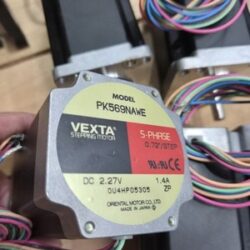 MODEL
PK569NAWE
VEXTA®
STEPPING MOTOR
5-PHASE
0.72°/STEP
DC 2.27V 1.4A
0U4HP05305 ZP
ORIENTAL MOTOR CO., LTD.
MADE IN JAPAN